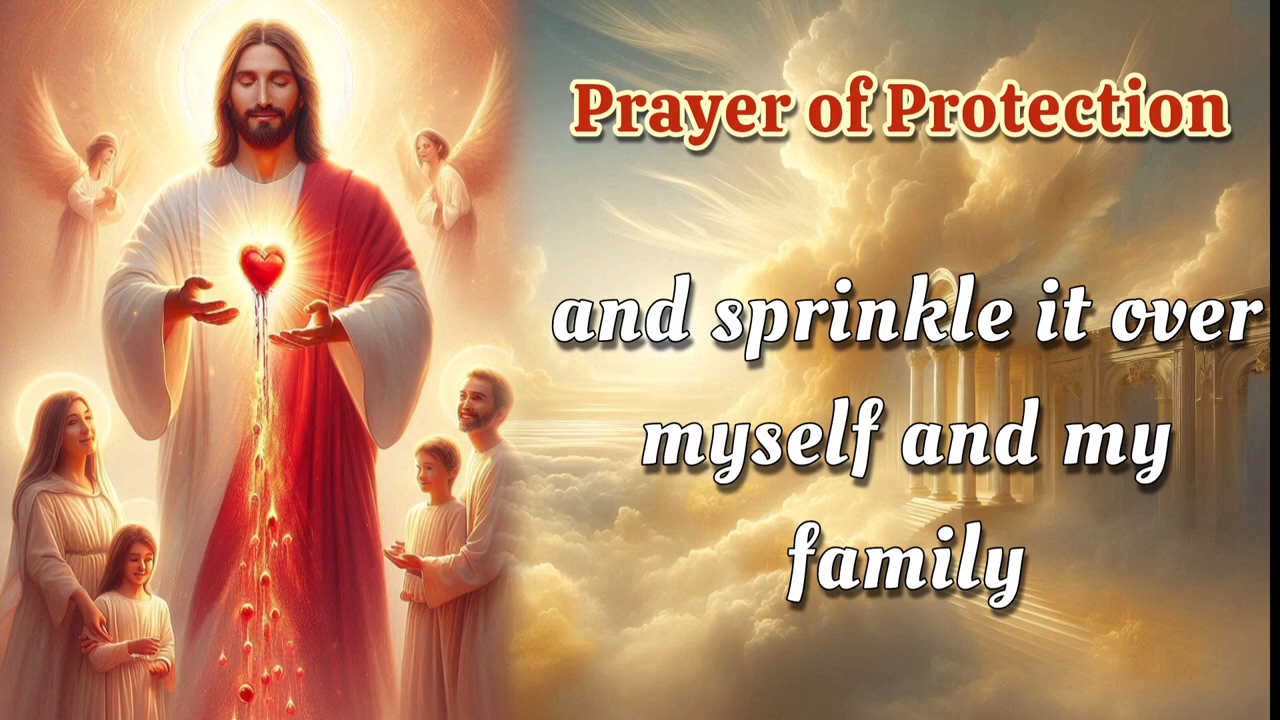 Prayer of Protection
and sprinkle it over
myself and my
family